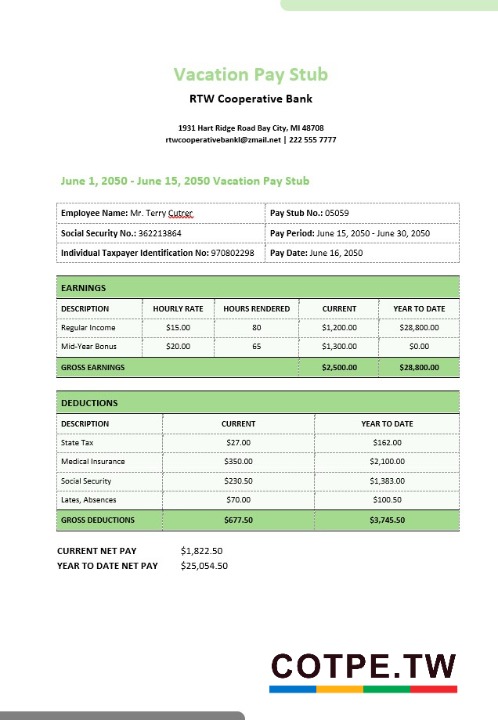 Vacation Pay Stub
RTW Cooperative Bank
1931 Hart Ridge Road Bay City, MI 48708
rtwcooperativebankl@zmail.net | 222 555 7777
June 1, 2050 - June 15, 2050 Vacation Pay Stub
Employee Name: Mr. Terry Cutrer Pay Stub No.: 05059
Social Security No.: 362213864 Pay Period: June 15, 2050 - June 30, 2050
Individual Taxpayer Identification No: 970802298 Pay Date: June 16, 2050
EARNINGS
DESCRIPTION HOURLY RATE HOURS RENDERED CURRENT YEAR TO DATE
Regular Income $15.00 80 $1,200.00 $28,800.00
Mid-Year Bonus $20.00 65 $1,300.00 $0.00
GROSS EARNINGS $2,500.00 $28,800.00
DEDUCTIONS
DESCRIPTION CURRENT YEAR TO DATE
State Tax $27.00 $162.00
Medical Insurance $350.00 $2,100.00
Social Security $230.50 $1,383.00
Lates, Absences $70.00 $100.50
GROSS DEDUCTIONS $677.50 $3,745.50
CURRENT NET PAY $1,822.50
YEAR TO DATE NET PAY $25,054.50
COTPE.TW